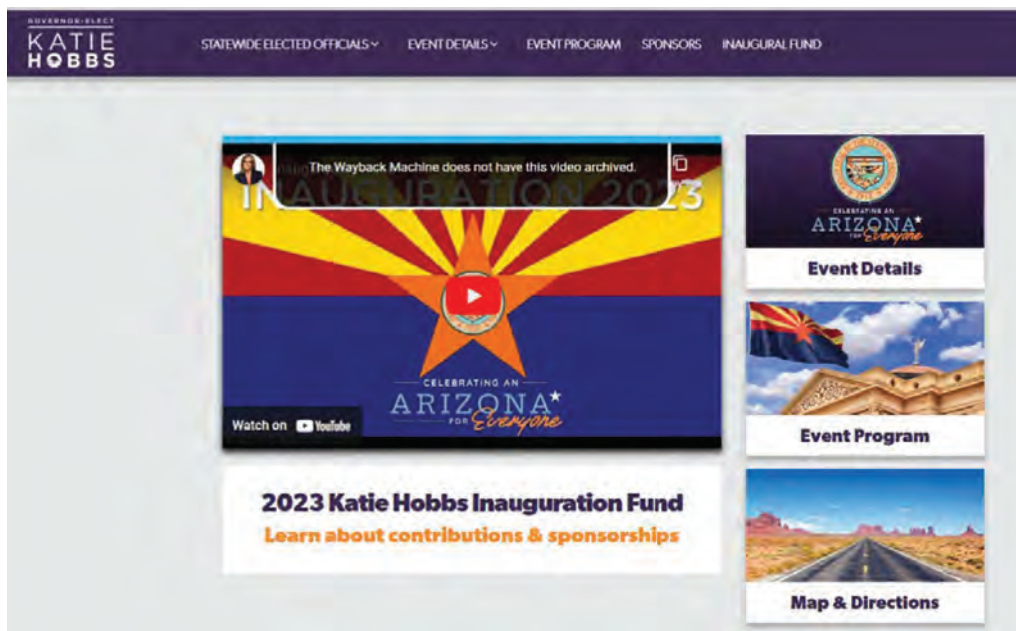 GOVERNOR-ELECT
KATIE
HOBBS
STATEWIDE ELECTED OFFICIALS
EVENT DETAILS
EVENT PROGRAM
SPONSORS
INAUGURAL FUND
The Wayback Machine does not have this video archived.
INAUGURATION 2023
CELEBRATING AN
ARIZONA
FOR Everyone
Watch on YouTube
2023 Katie Hobbs Inauguration Fund
Learn about contributions & sponsorships
CELEBRATING AN
ARIZONA
FOR Everyone
Event Details
Event Program
Map & Directions